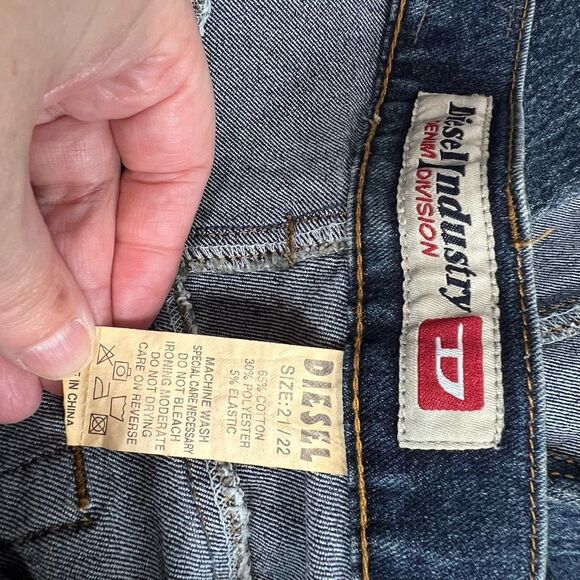 Diesel Industry
DENIM DIVISION
D
DIESEL
SIZE:21/22
65% COTTON
30% POLYESTER
5% ELASTIC
MACHINE WASH
SPECIAL CARE NECESSARY
DO NOT BLEACH
IRONING MODERATE
DO NOT DRYING
CARE ON REVERSE
IN CHINA